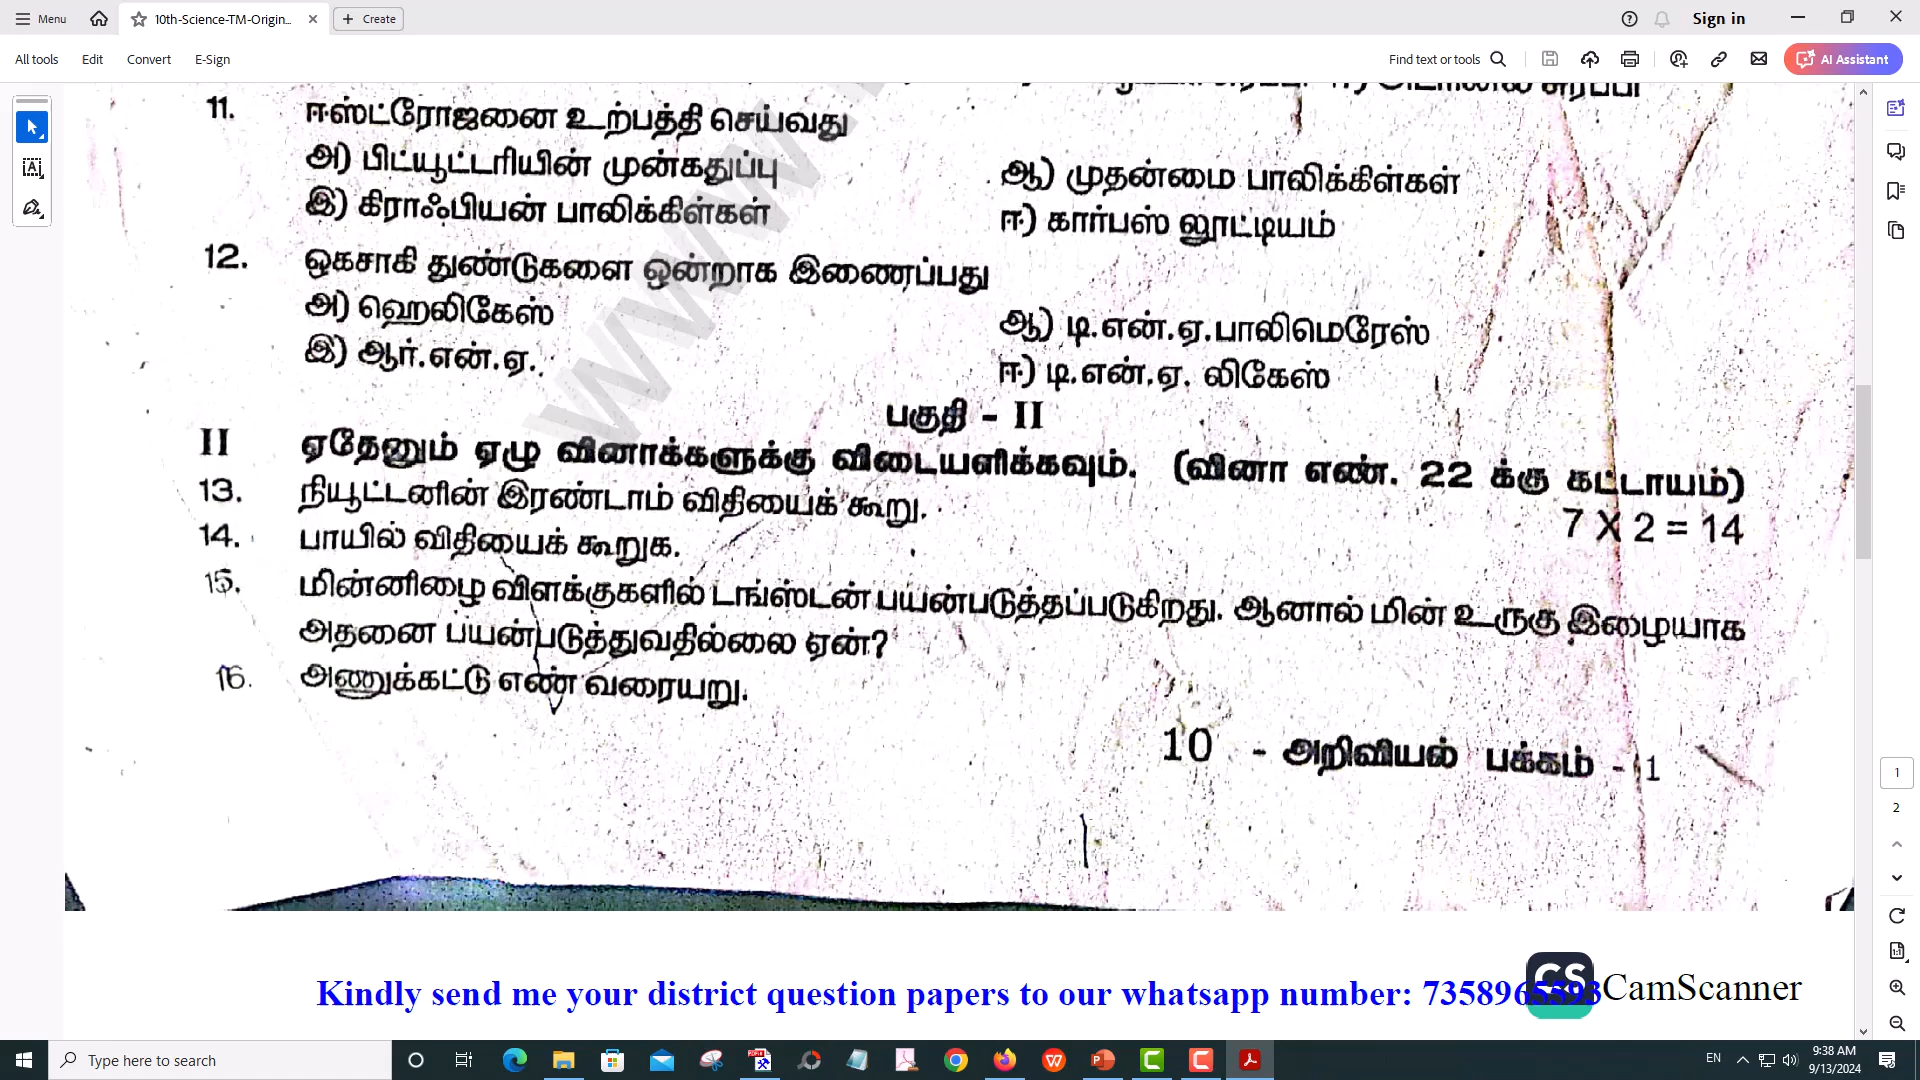 Menu
10th-Science-TM-Origin...
Create
Sign in
All tools
Edit
Convert
E-Sign
Find text or tools
AI Assistant
11. ஈஸ்ட்ரோஜனை உற்பத்தி செய்வது
அ) பிட்யூட்டரியின் முன்கதுப்பு ஆ) முதன்மை பாலிக்கிள்கள்
இ) கிராஃபியன் பாலிக்கிள்கள் ஈ) கார்பஸ் லூட்டியம்
12. ஒகசாகி துண்டுகளை ஒன்றாக இணைப்பது
அ) ஹெலிகேஸ் ஆ) டி.என்.ஏ.பாலிமெரேஸ்
இ) ஆர்.என்.ஏ. ஈ) டி.என்.ஏ. லிகேஸ்
பகுதி - II
II ஏதேனும் ஏழு வினாக்களுக்கு விடையளிக்கவும். (வினா எண். 22 க்கு கட்டாயம்)
13. நியூட்டனின் இரண்டாம் விதியைக் கூறு. 7 X 2 = 14
14. பாயில் விதியைக் கூறுக.
15. மின்னிழை விளக்குகளில் டங்ஸ்டன் பயன்படுத்தப்படுகிறது. ஆனால் மின் உருகு இழையாக
அதனை பயன்படுத்துவதில்லை ஏன்?
16. அணுக்கட்டு எண் வரையறு.
10 - அறிவியல் பக்கம் - 1
www
Kindly send me your district question papers to our whatsapp number: 7358965593
CS CamScanner
1
2
Type here to search
EN
9:38 AM
9/13/2024